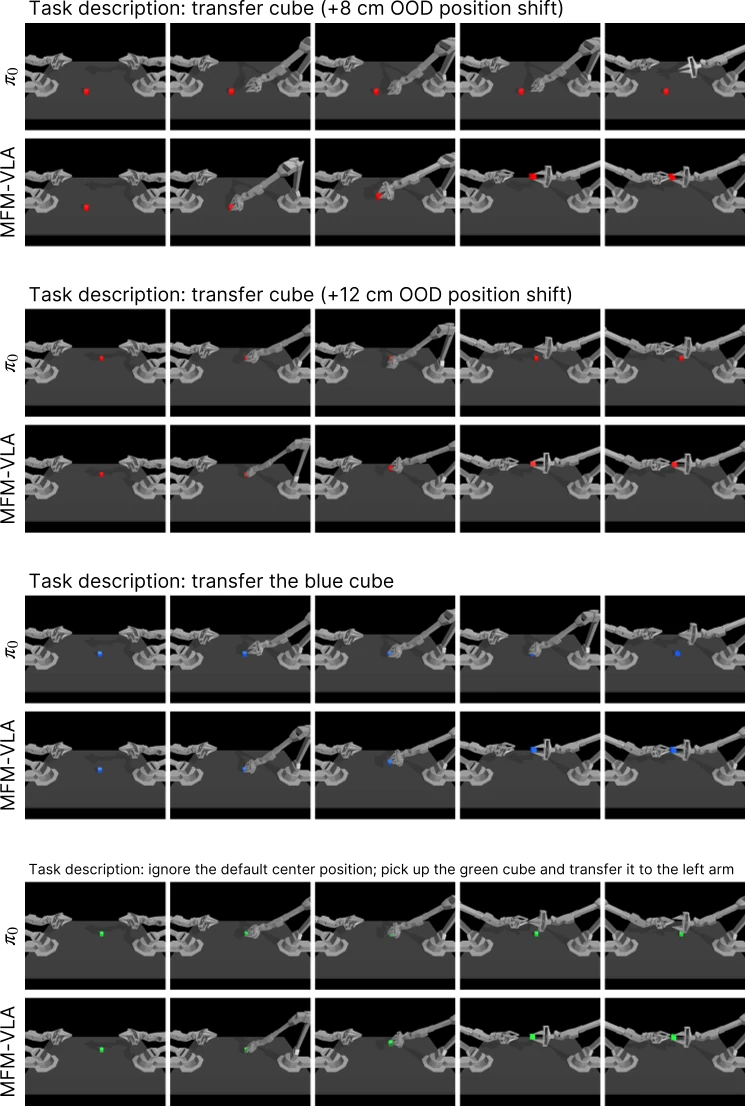 Task description: transfer cube (+8 cm OOD position shift)
π₀
MFM-VLA
Task description: transfer cube (+12 cm OOD position shift)
π₀
MFM-VLA
Task description: transfer the blue cube
π₀
MFM-VLA
Task description: ignore the default center position; pick up the green cube and transfer it to the left arm
π₀
MFM-VLA